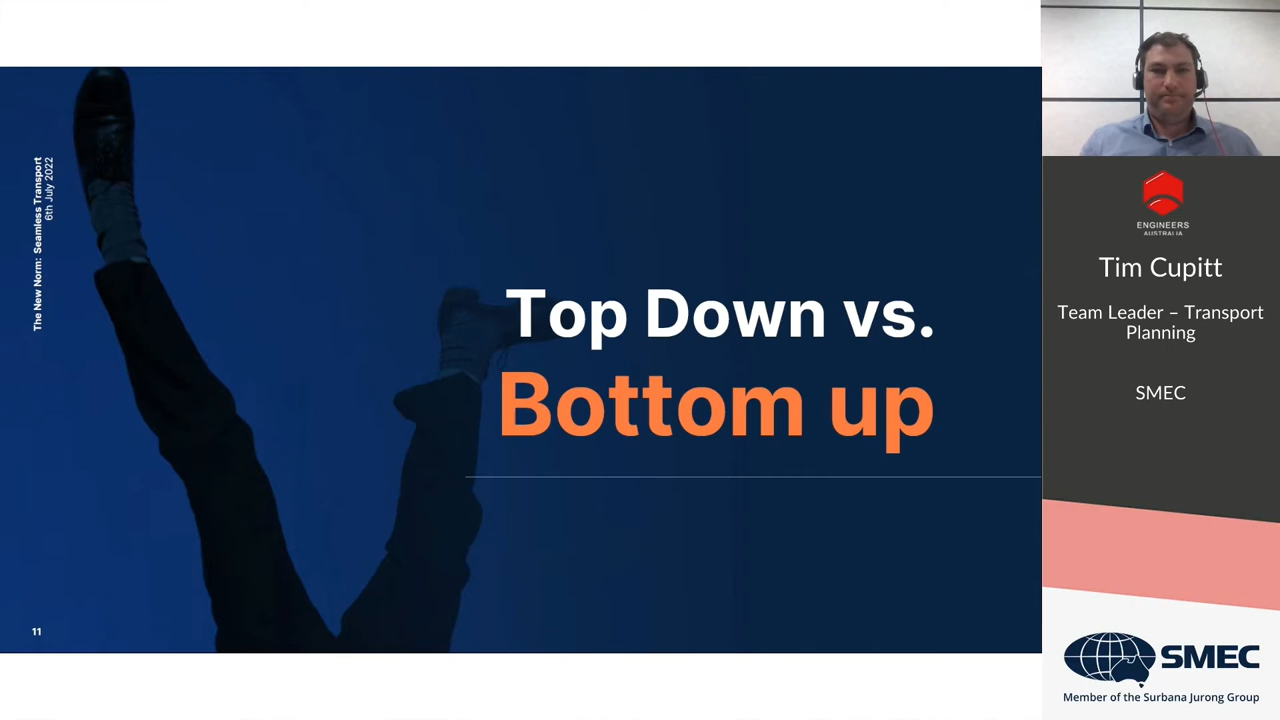 The New Norm: Seamless Transport
6th July 2022
Top Down vs.
Bottom up
11
ENGINEERS
AUSTRALIA
Tim Cupitt
Team Leader – Transport
Planning
SMEC
SMEC
Member of the Surbana Jurong Group